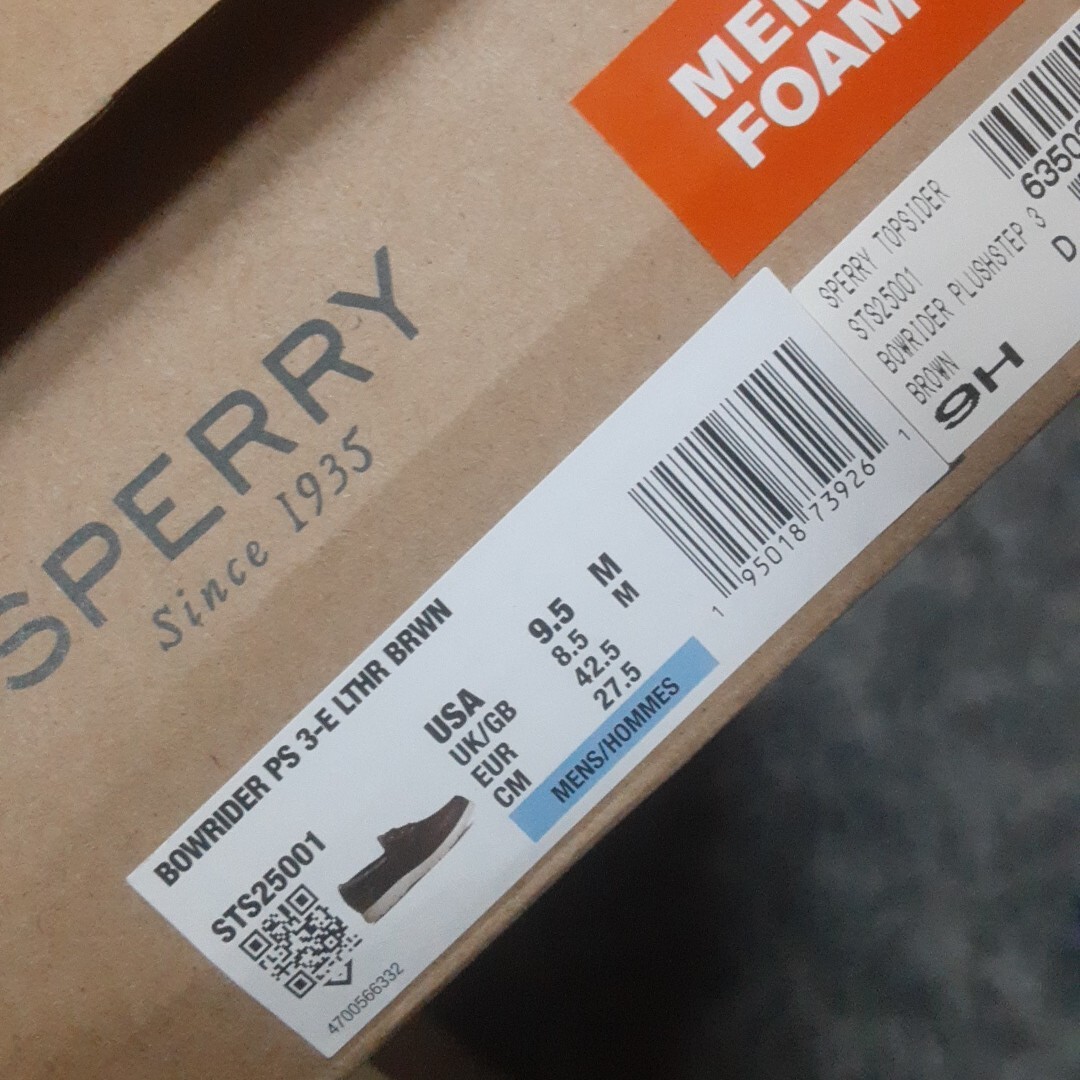 FOAM
SPERRY
Since 1935
SPERRY TOPSIDER
STS25001
BOWRIDER PLUSHSTEP 3
BROWN
D
9H
BOWRIDER PS 3-E LTHR BRWN
STS25001
USA 9.5 M
UK/GB 8.5 M
EUR 42.5
CM 27.5
MENS/HOMMES
1 95018 73926 1
4700566332